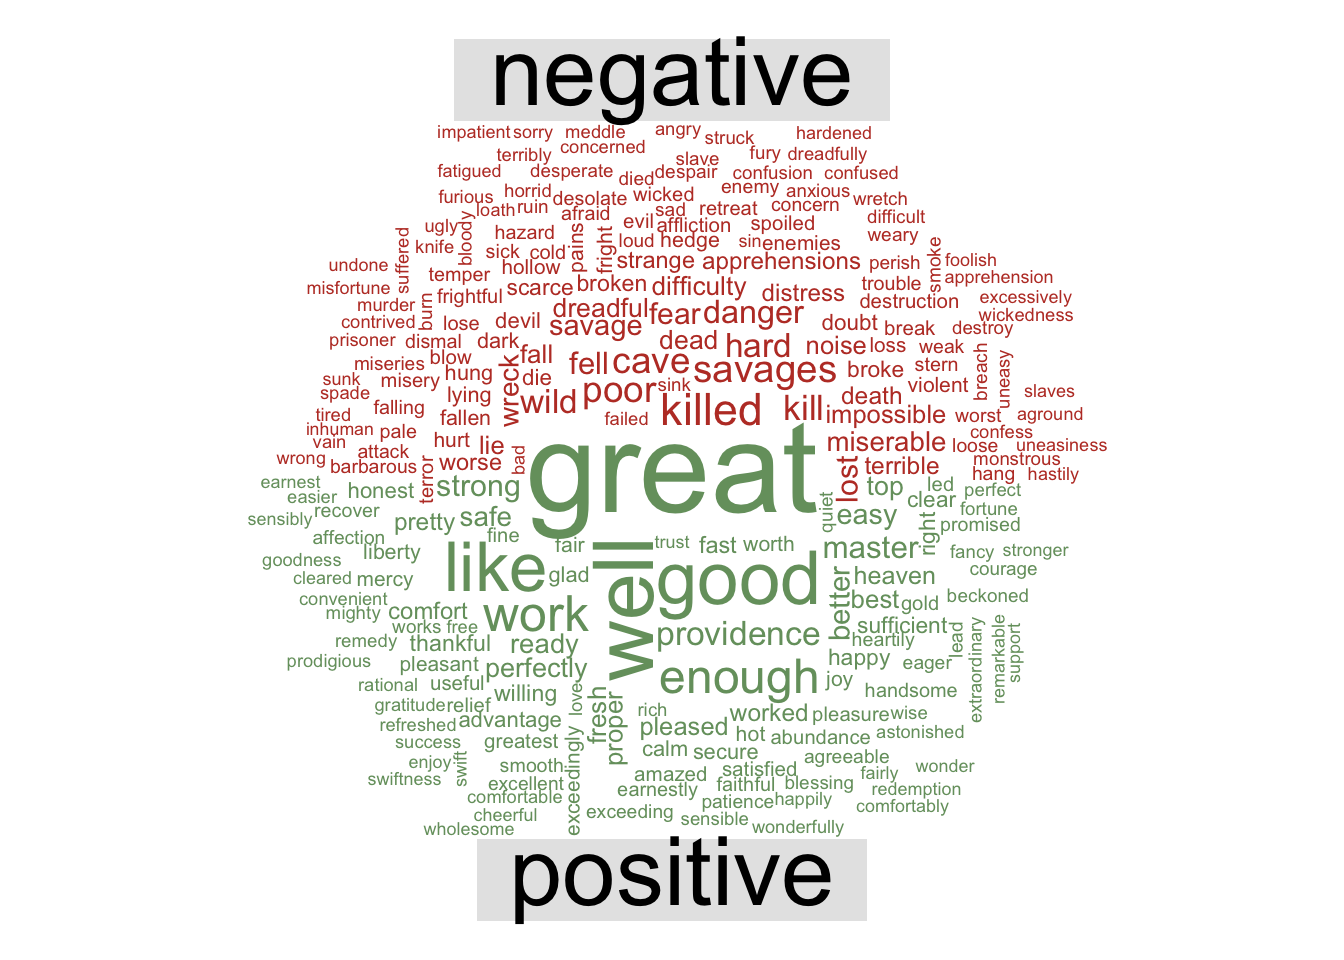 negative
impatient sorry meddle angry struck hardened
terribly concerned slave fury dreadfully
fatigued desperate died despair confusion confused
furious horrid desolate wicked enemy anxious wretch
loath ruin afraid sad retreat concern difficult
ugly bloody hazard evil affliction spoiled weary
knife sick cold pains fright loud hedge sin enemies smoke foolish
undone suffered temper hollow strange apprehensions perish apprehension
misfortune frightful scarce broken difficulty distress trouble excessively
murder burn dreadful fear danger destruction wickedness
contrived lose devil savage doubt break destroy
prisoner dismal dark fall dead hard noise loss weak breach uneasy
miseries blow wreck fell cave savages broke stern
sunk misery hung die sink violent slaves
spade lying wild poor killed kill death
tired falling fallen failed impossible worst aground
inhuman pale hurt lie miserable loose confess uneasiness
vain attack bad lost monstrous
wrong barbarous terror worse terrible hang hastily
great
earnest honest strong top led perfect
easier quiet clear fortune
sensibly recover pretty safe easy right promised
affection fine
goodness liberty fair well trust fast worth master fancy stronger
cleared mercy like glad good heaven courage
convenient better best gold beckoned
mighty comfort work sufficient
works free providence heartily lead extraordinary remarkable support
remedy thankful ready happy eager
prodigious pleasant perfectly enough joy
rational useful willing love fresh proper handsome
gratitude relief rich worked pleasure wise
refreshed advantage pleased hot abundance astonished
success greatest calm secure agreeable
enjoy swift smooth exceedingly satisfied fairly wonder
swiftness excellent amazed faithful blessing redemption
comfortable earnestly patience happily comfortably
cheerful exceeding sensible
wholesome wonderfully
positive